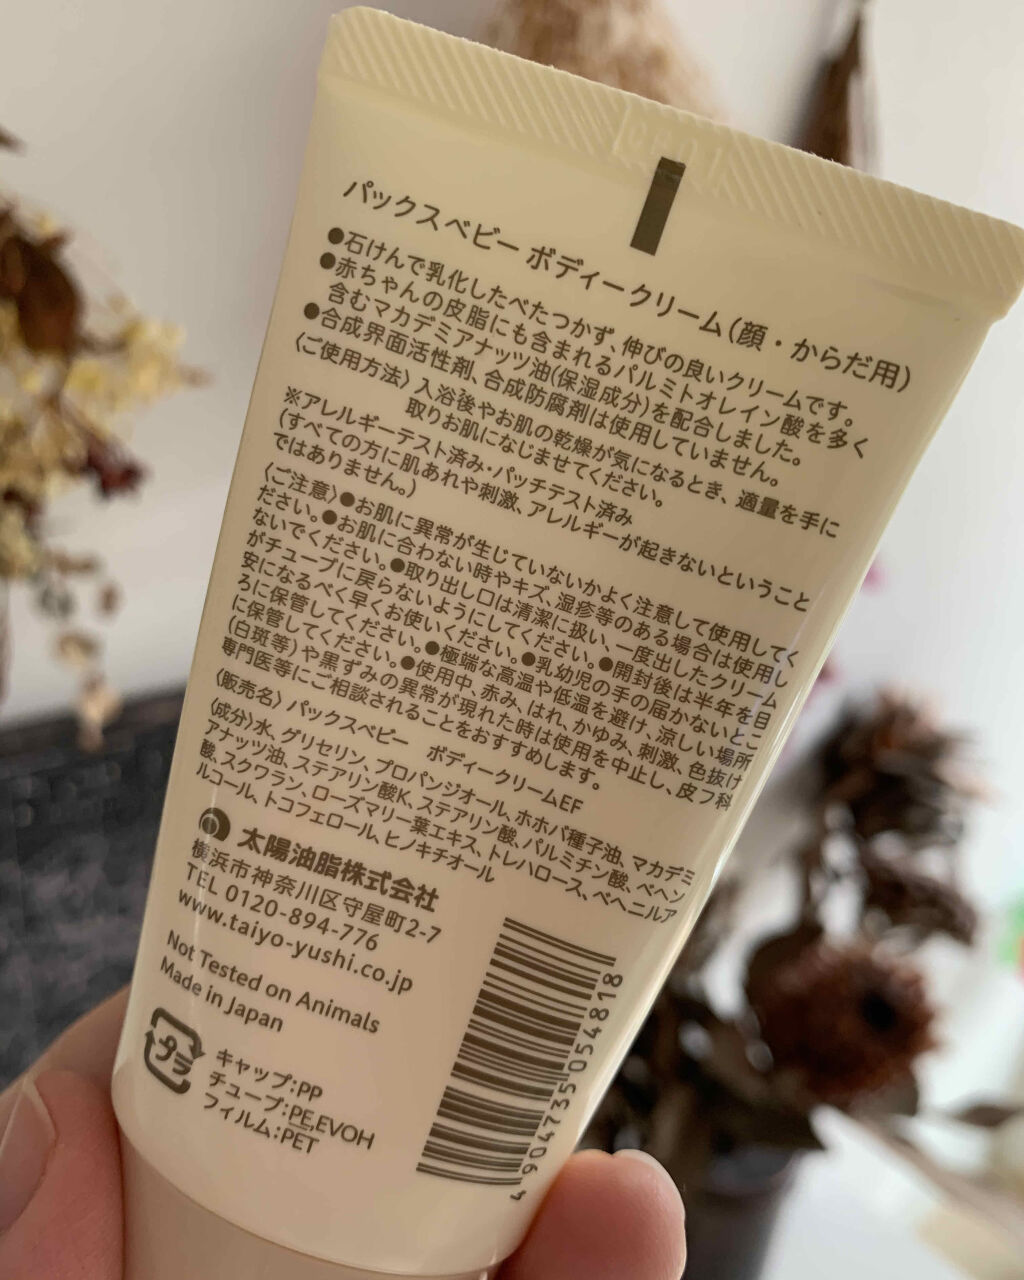 パックスベビー ボディークリーム(顔・からだ用)
●石けんで乳化したべたつかず、伸びの良いクリームです。
●赤ちゃんの皮脂にも含まれるパルミトオレイン酸を多く
含むマカデミアナッツ油(保湿成分)を配合しました。
●合成界面活性剤、合成防腐剤は使用していません。
〈ご使用方法〉入浴後やお肌の乾燥が気になるとき、適量を手に
取りお肌になじませてください。
※アレルギーテスト済み・パッチテスト済み
(すべての方に肌あれや刺激、アレルギーが起きないということ
ではありません。)
〈ご注意〉●お肌に異常が生じていないかよく注意して使用してく
ださい。●お肌に合わない時やキズ、湿疹等のある場合は使用し
ないでください。●取り出し口は清潔に扱い、一度出したクリーム
がチューブに戻らないようにしてください。●開封後は半年を目
安になるべく早くお使いください。●乳幼児の手の届かないとこ
ろに保管してください。●極端な高温や低温を避け、涼しい場所
に保管してください。●使用中、赤み、はれ、かゆみ、刺激、色抜け
(白斑等)や黒ずみの異常が現れた時は使用を中止し、皮フ科
専門医等にご相談されることをおすすめします。
〈販売名〉パックスベビー ボディークリームEF
〈成分〉水、グリセリン、プロパンジオール、ホホバ種子油、マカデミ
アナッツ油、ステアリン酸K、ステアリン酸、パルミチン酸、ベヘン
酸、スクワラン、ローズマリー葉エキス、トレハロース、ベヘニルア
ルコール、トコフェロール、ヒノキチオール
太陽油脂株式会社
横浜市神奈川区守屋町2-7
TEL 0120-894-776
www.taiyo-yushi.co.jp
Not Tested on Animals
Made in Japan
プラ
キャップ:PP
チューブ:PE,EVOH
フィルム:PET
4904735054818